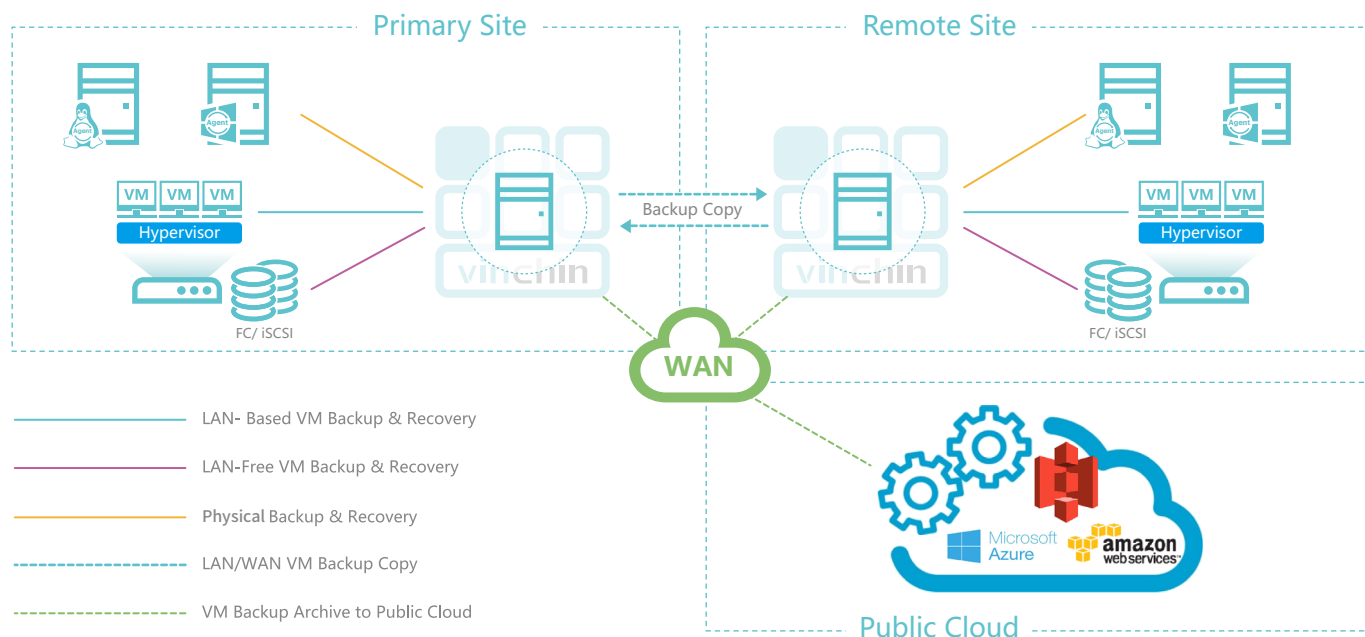 Primary Site
Remote Site
Agent
Agent
VM VM VM
Hypervisor
FC/ iSCSI
vinchin
Backup Copy
vinchin
Agent
Agent
VM VM VM
Hypervisor
FC/ iSCSI
WAN
LAN- Based VM Backup & Recovery
LAN-Free VM Backup & Recovery
Physical Backup & Recovery
LAN/WAN VM Backup Copy
VM Backup Archive to Public Cloud
Microsoft
Azure
amazon
web services™
Public Cloud